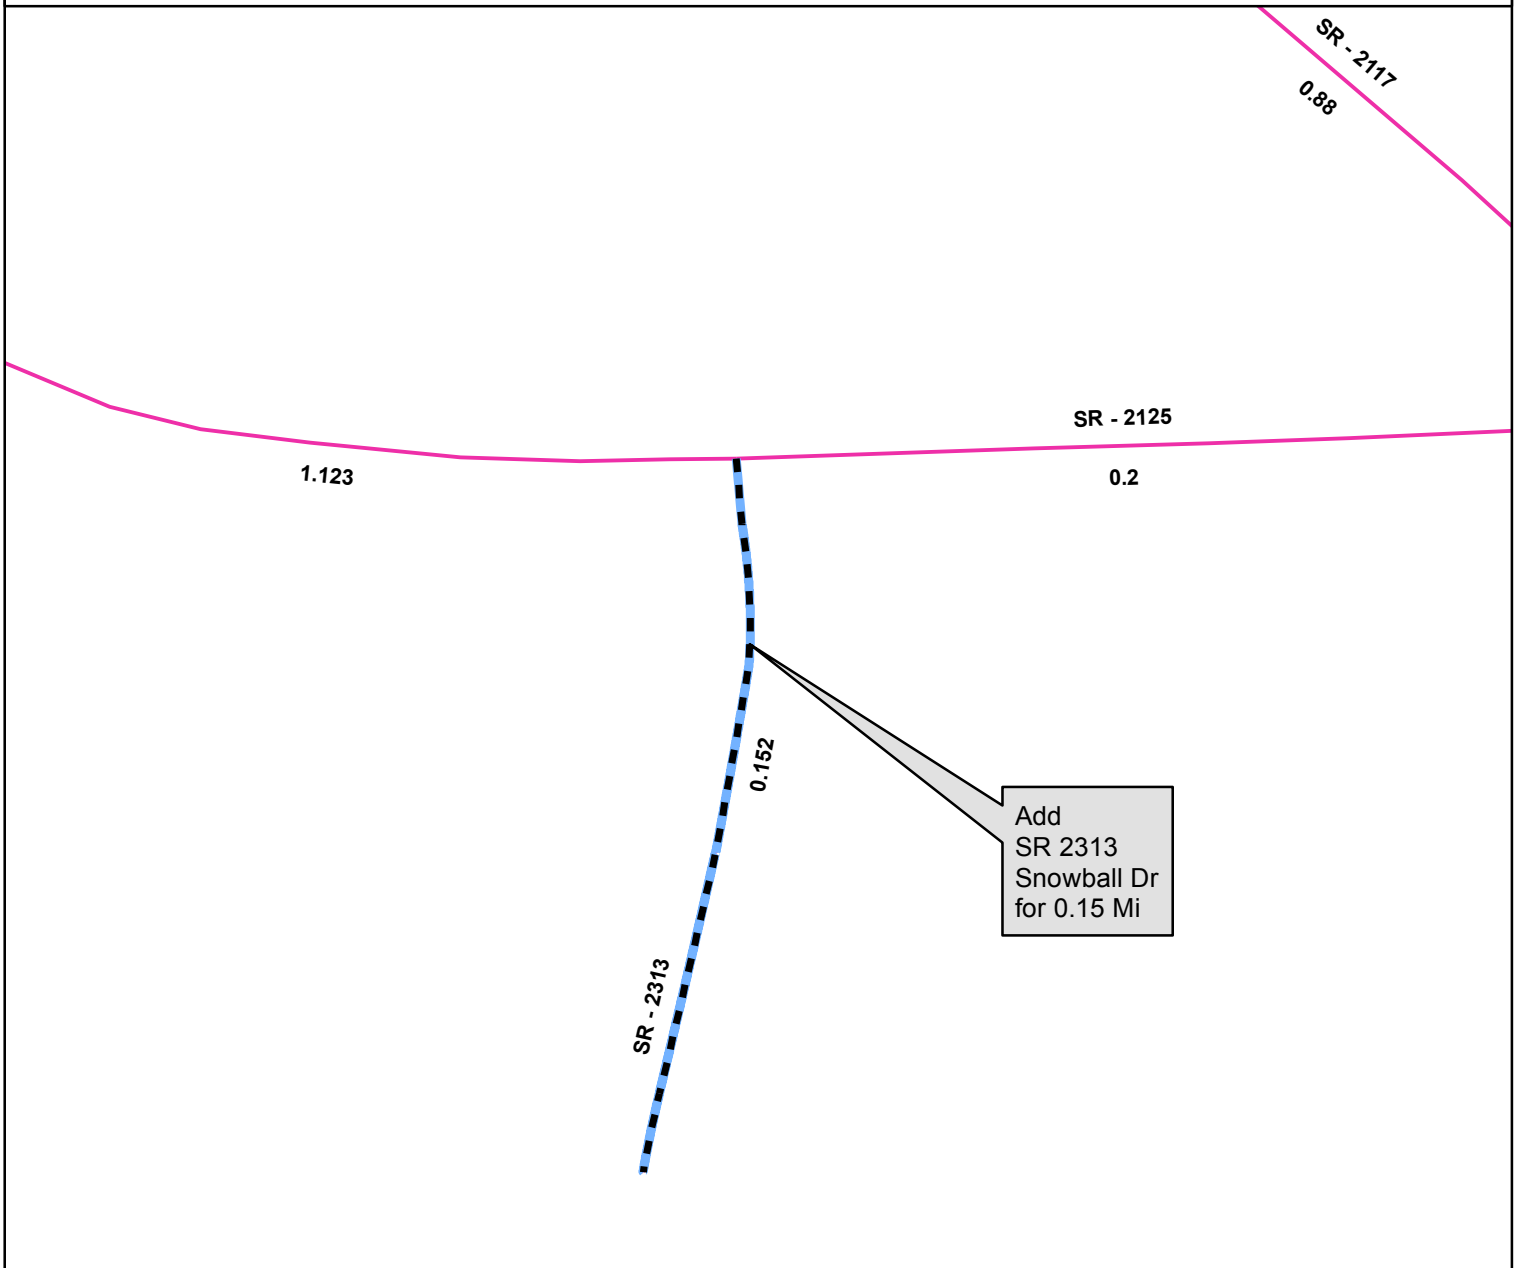 SR - 2117
0.88
SR - 2125
1.123
0.2
0.152
Add
SR 2313
Snowball Dr
for 0.15 Mi
SR - 2313